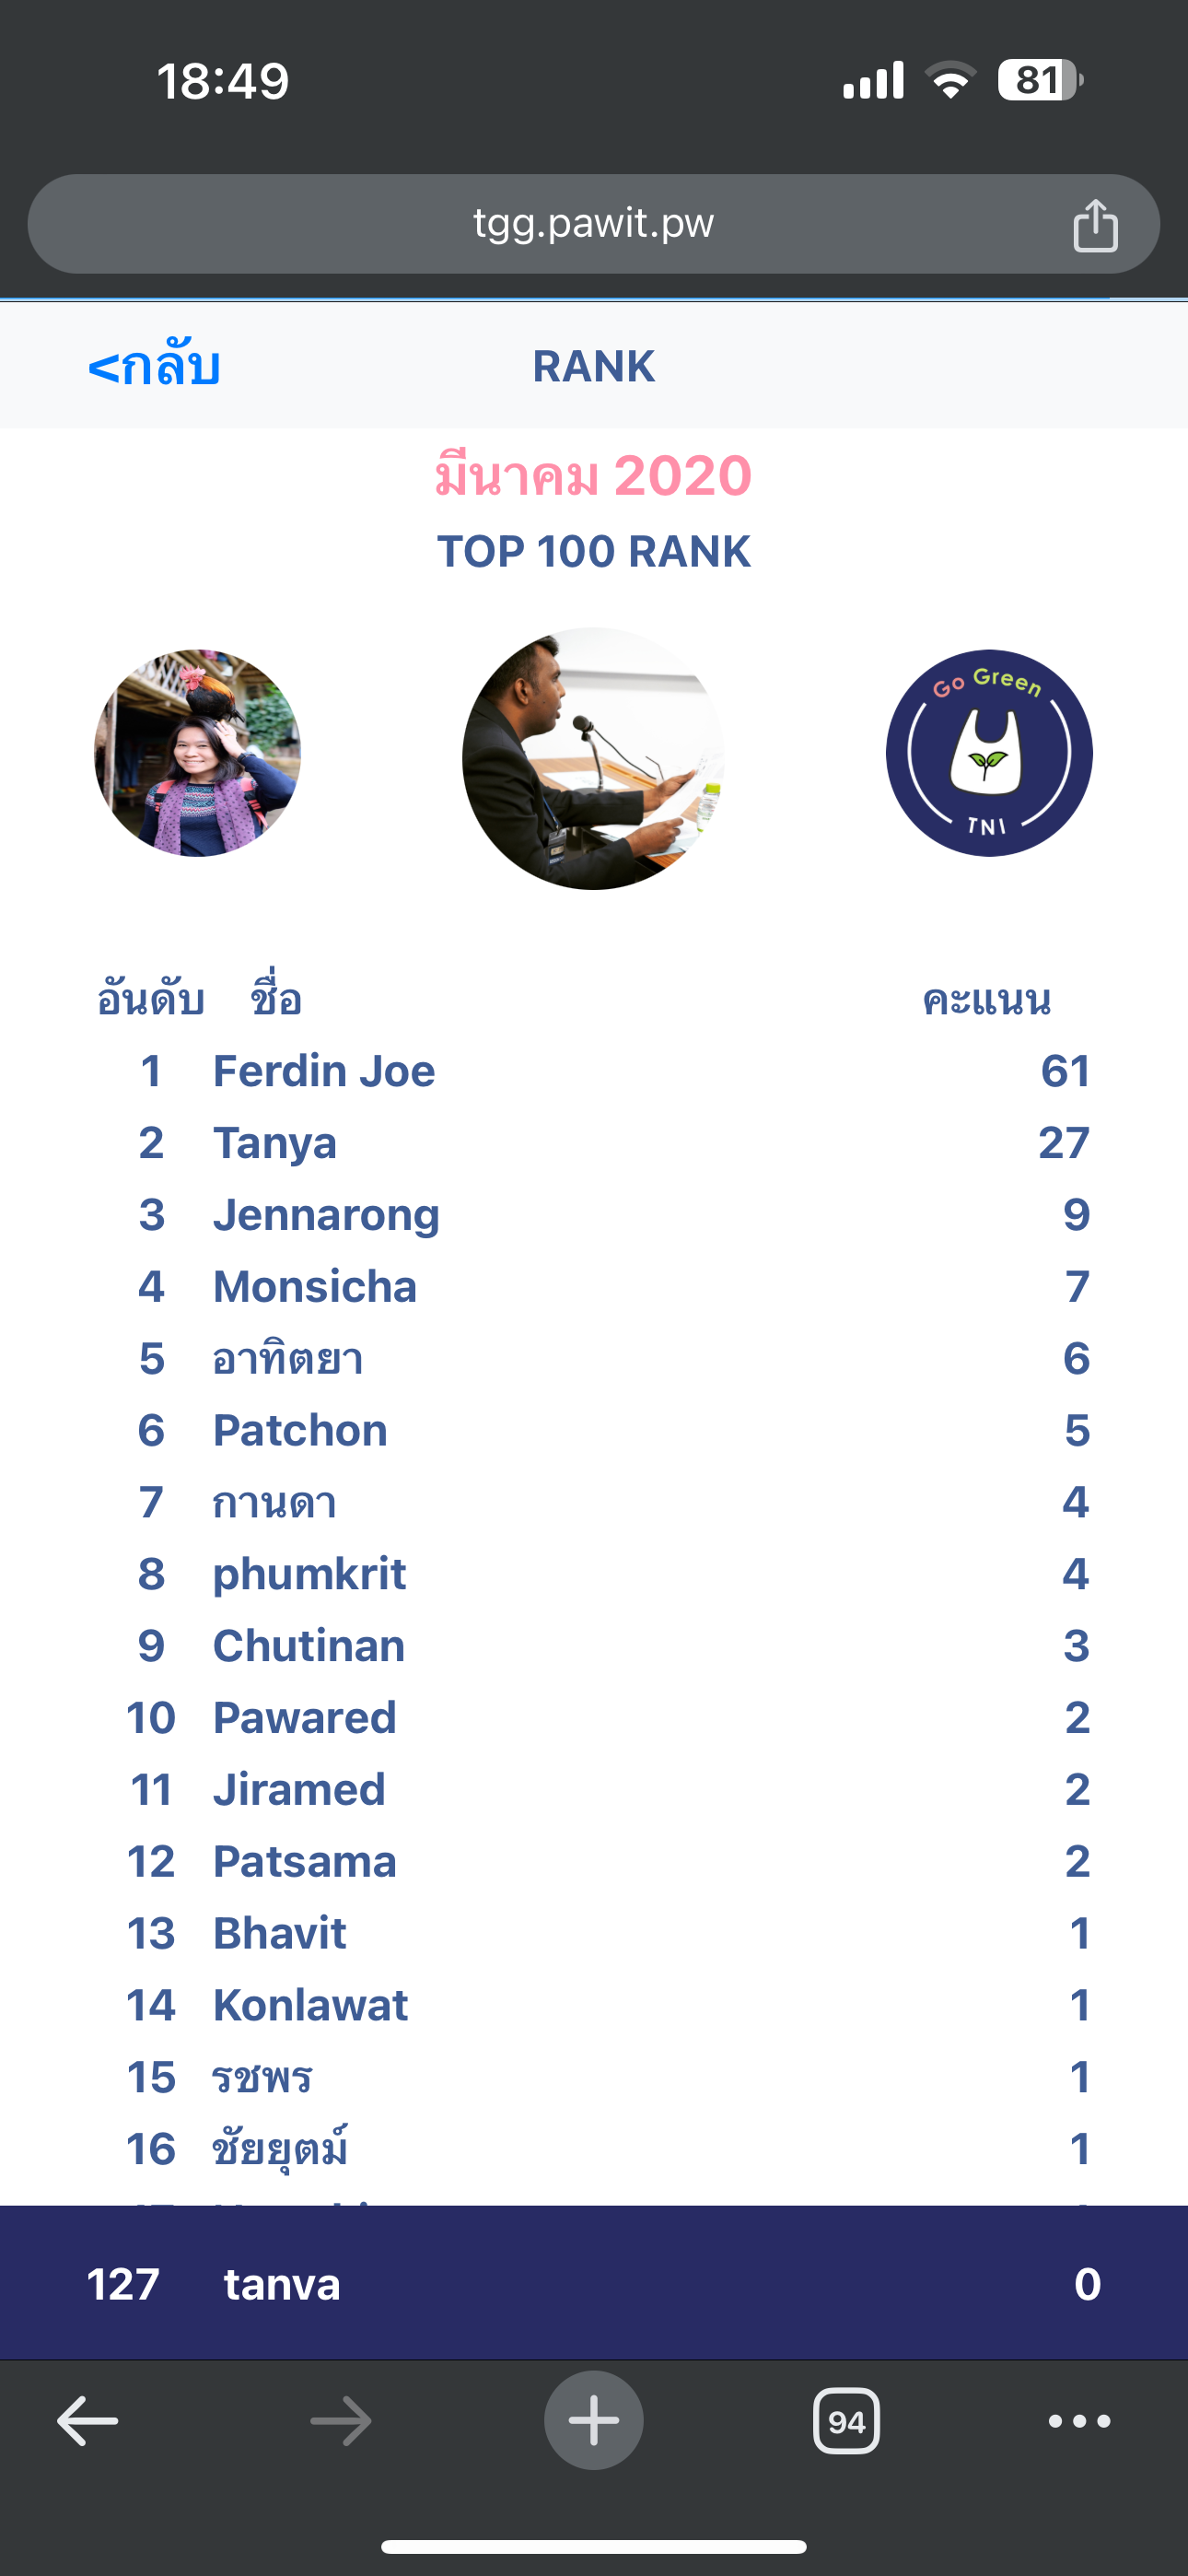 18:49
81
tgg.pawit.pw
<กลับ RANK
มีนาคม 2020
TOP 100 RANK
Go Green
TNI
อันดับ ชื่อ คะแนน
1 Ferdin Joe 61
2 Tanya 27
3 Jennarong 9
4 Monsicha 7
5 อาทิตยา 6
6 Patchon 5
7 กานดา 4
8 phumkrit 4
9 Chutinan 3
10 Pawared 2
11 Jiramed 2
12 Patsama 2
13 Bhavit 1
14 Konlawat 1
15 รชพร 1
16 ชัยยุตม์ 1
127 tanva 0
94